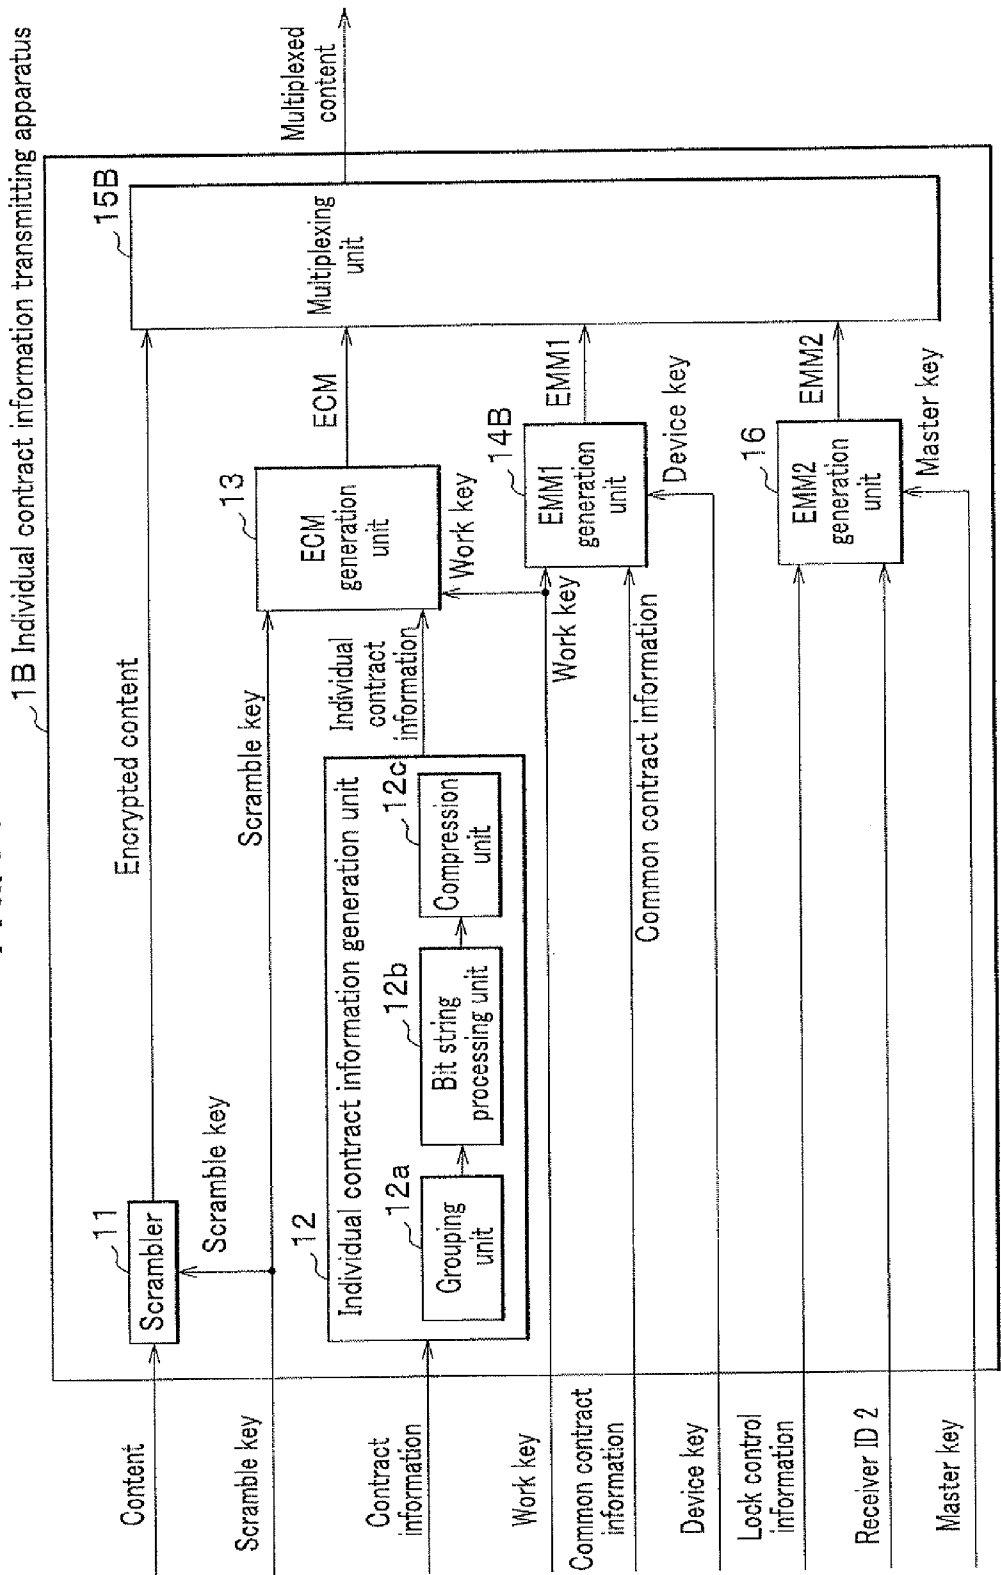 1B Individual contract information transmitting apparatus
Content
11
Scrambler
Encrypted content
15B
Multiplexing
unit
Multiplexed
content
Scramble key
Scramble key
Scramble key
13
ECM
generation
unit
ECM
Contract
information
12
Individual contract information generation unit
12a
Grouping
unit
12b
Bit string
processing unit
12c
Compression
unit
Individual
contract
information
Work key
Work key
Work key
14B
EMM1
generation
unit
EMM1
Common contract
information
Common contract information
Device key
Device key
Lock control
information
16
EMM2
generation
unit
EMM2
Receiver ID 2
Master key
Master key